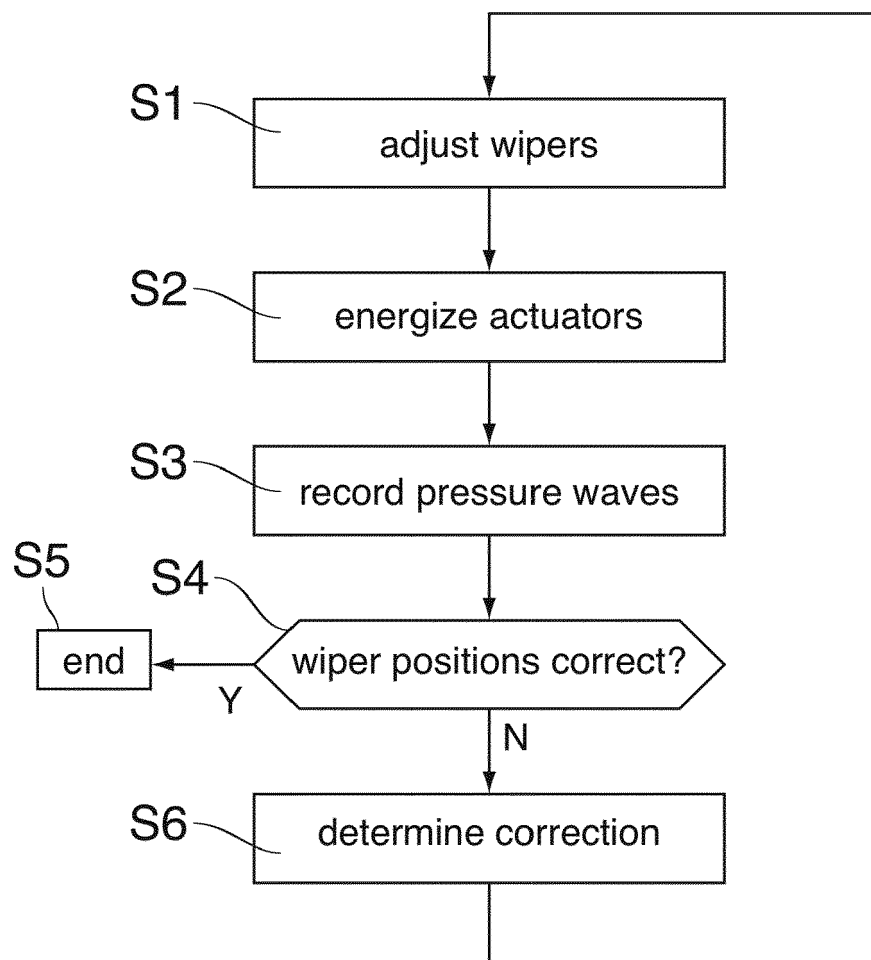 S1
adjust wipers
S2
energize actuators
S3
record pressure waves
S5
S4
end
wiper positions correct?
Y
N
S6
determine correction